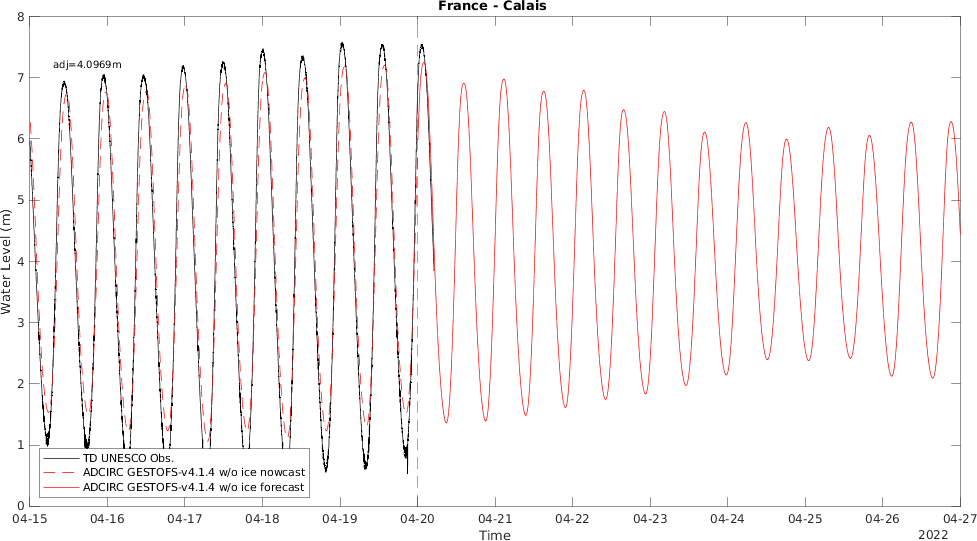 France - Calais
adj=4.0969m
Water Level (m)
8
7
6
5
4
3
2
1
0
TD UNESCO Obs.
ADCIRC GESTOFS-v4.1.4 w/o ice nowcast
ADCIRC GESTOFS-v4.1.4 w/o ice forecast
04-15 04-16 04-17 04-18 04-19 04-20 04-21 04-22 04-23 04-24 04-25 04-26 04-27
Time
2022